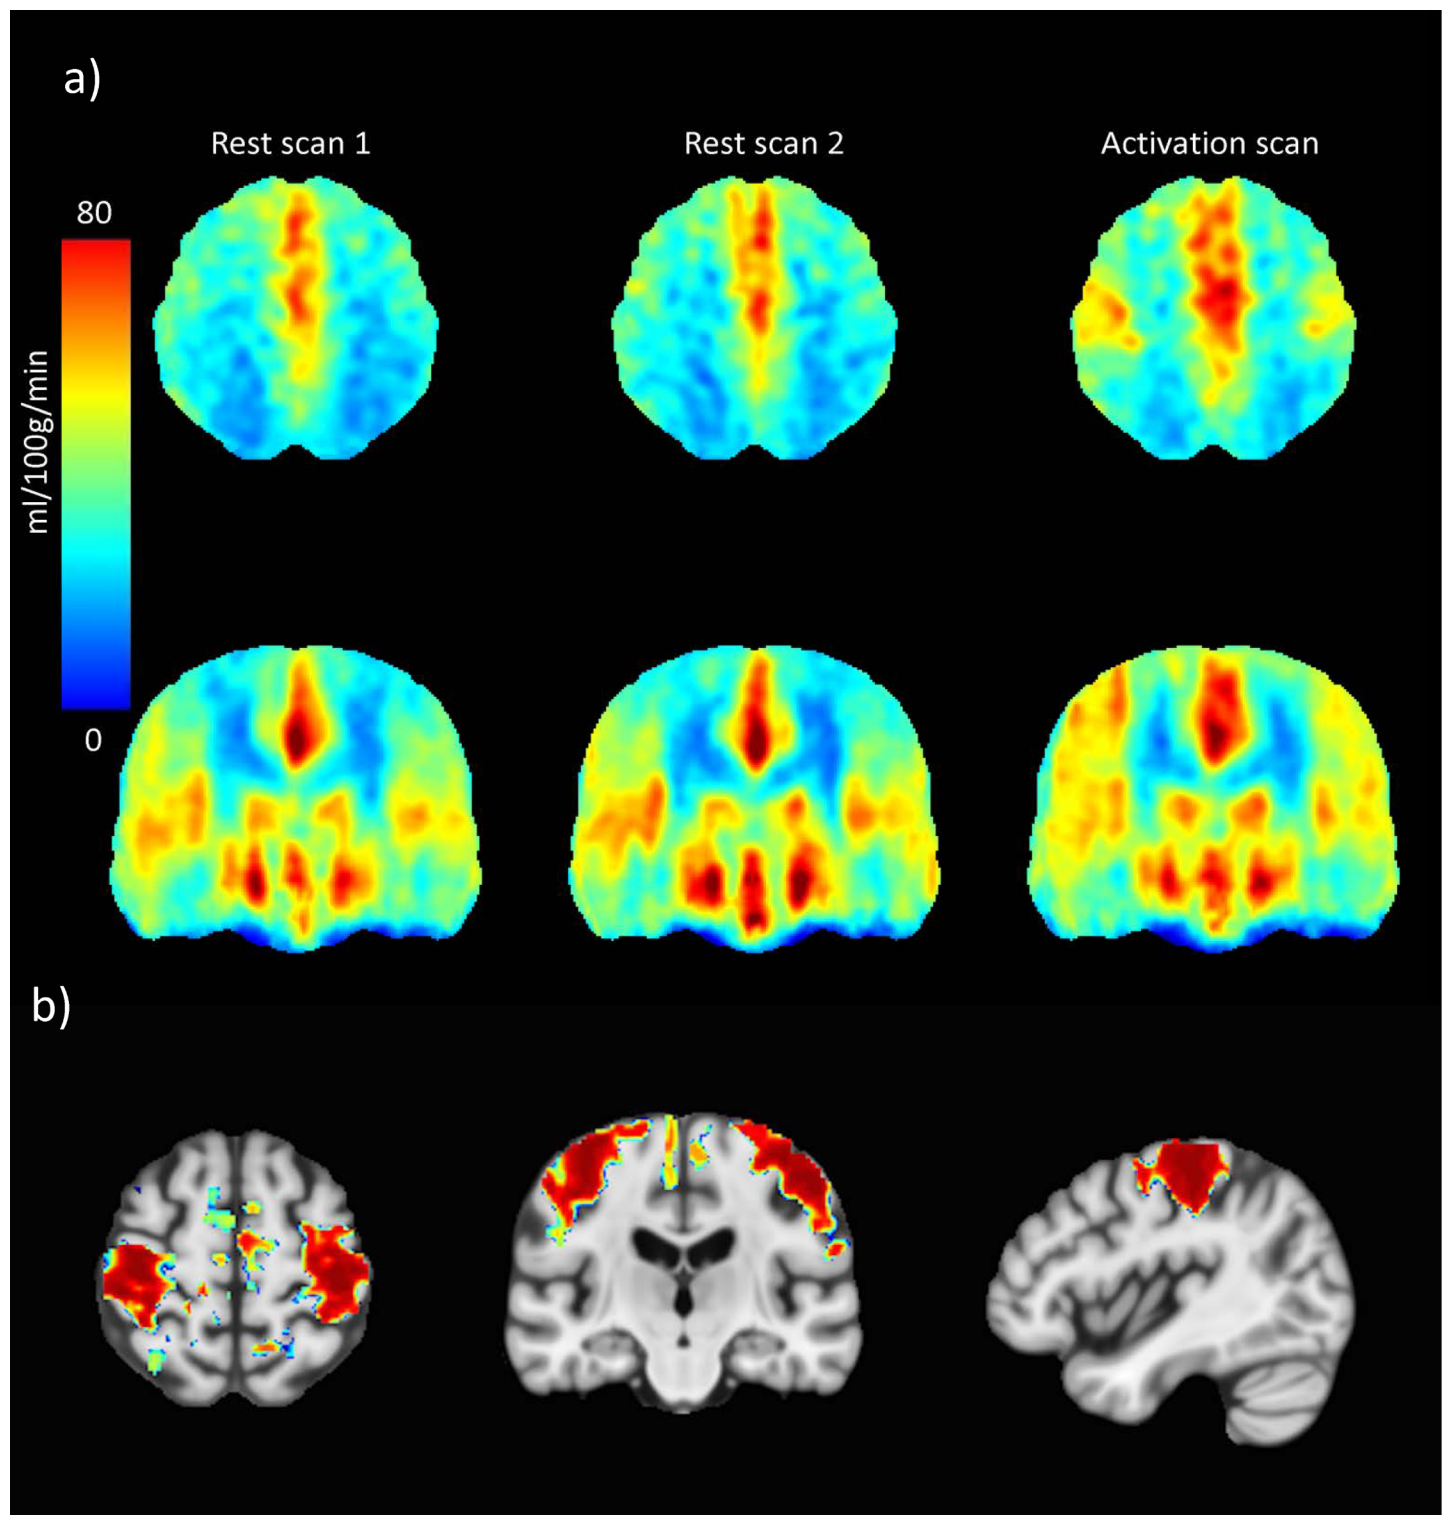 a)
Rest scan 1
Rest scan 2
Activation scan
80
ml/100g/min
0
b)